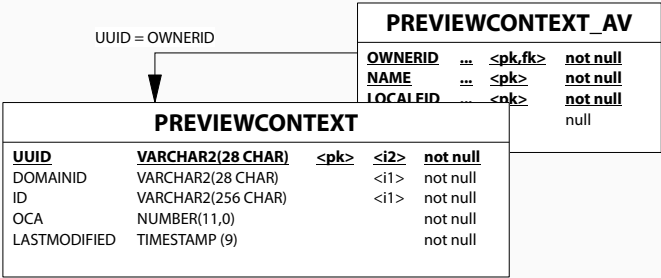 PREVIEWCONTEXT_AV
UUID = OWNERID
OWNERID ... <pk,fk> not null
NAME ... <pk> not null
LOCALEID ... <pk> not null
null
PREVIEWCONTEXT
UUID VARCHAR2(28 CHAR) <pk> <i2> not null
DOMAINID VARCHAR2(28 CHAR) <i1> not null
ID VARCHAR2(256 CHAR) <i1> not null
OCA NUMBER(11,0) not null
LASTMODIFIED TIMESTAMP (9) not null